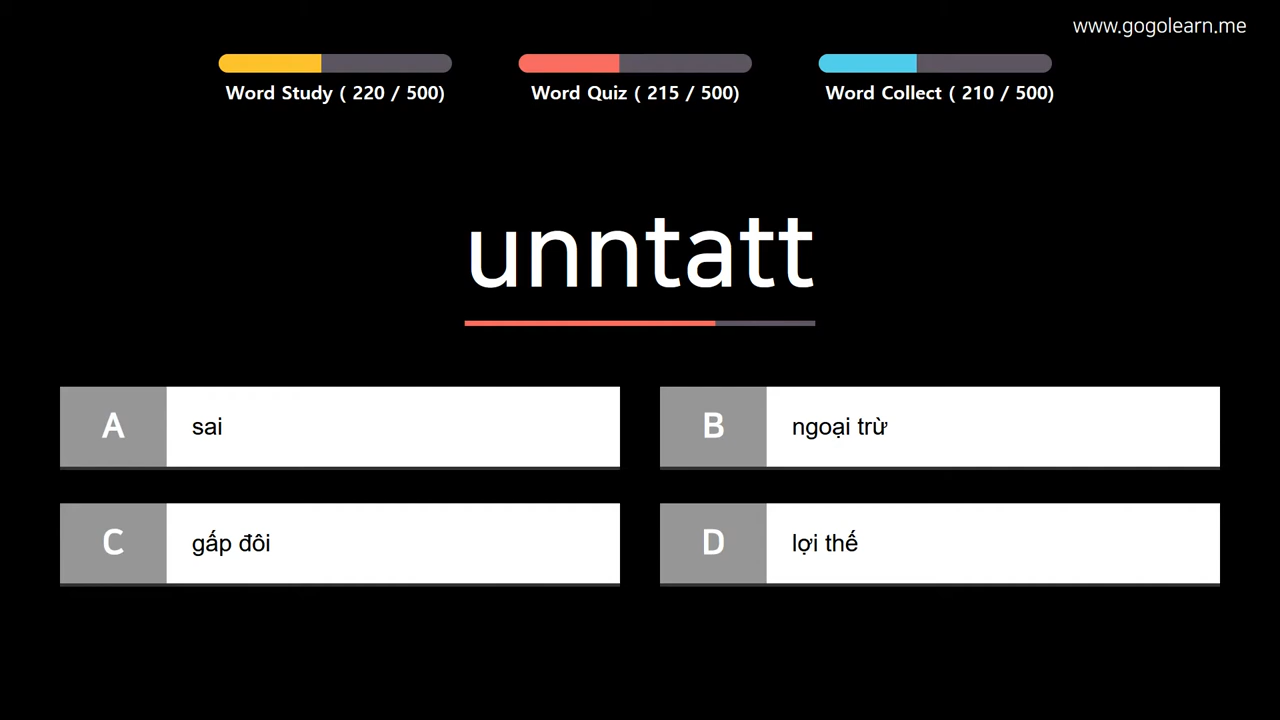 www.gogolearn.me
Word Study ( 220 / 500)
Word Quiz ( 215 / 500)
Word Collect ( 210 / 500)
unntatt
A sai
B ngoại trừ
C gấp đôi
D lợi thế